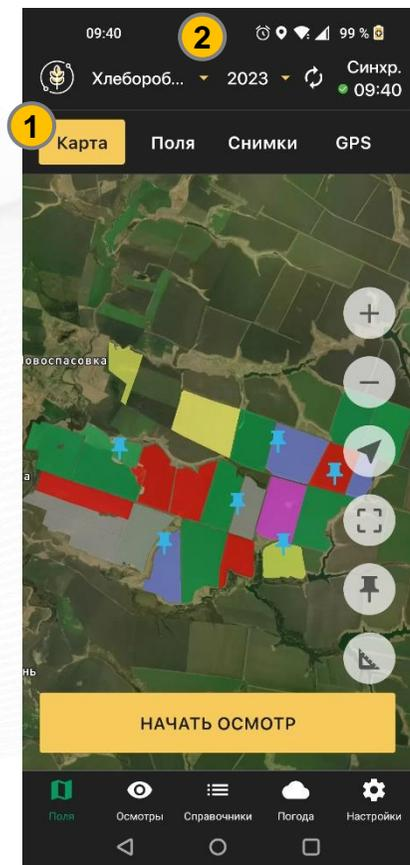 09:40
2
99 %
Хлебороб...
2023
Синхр.
09:40
1
Карта
Поля
Снимки
GPS
овоспасовка
а
нь
НАЧАТЬ ОСМОТР
Поля
Осмотры
Справочники
Погода
Настройки